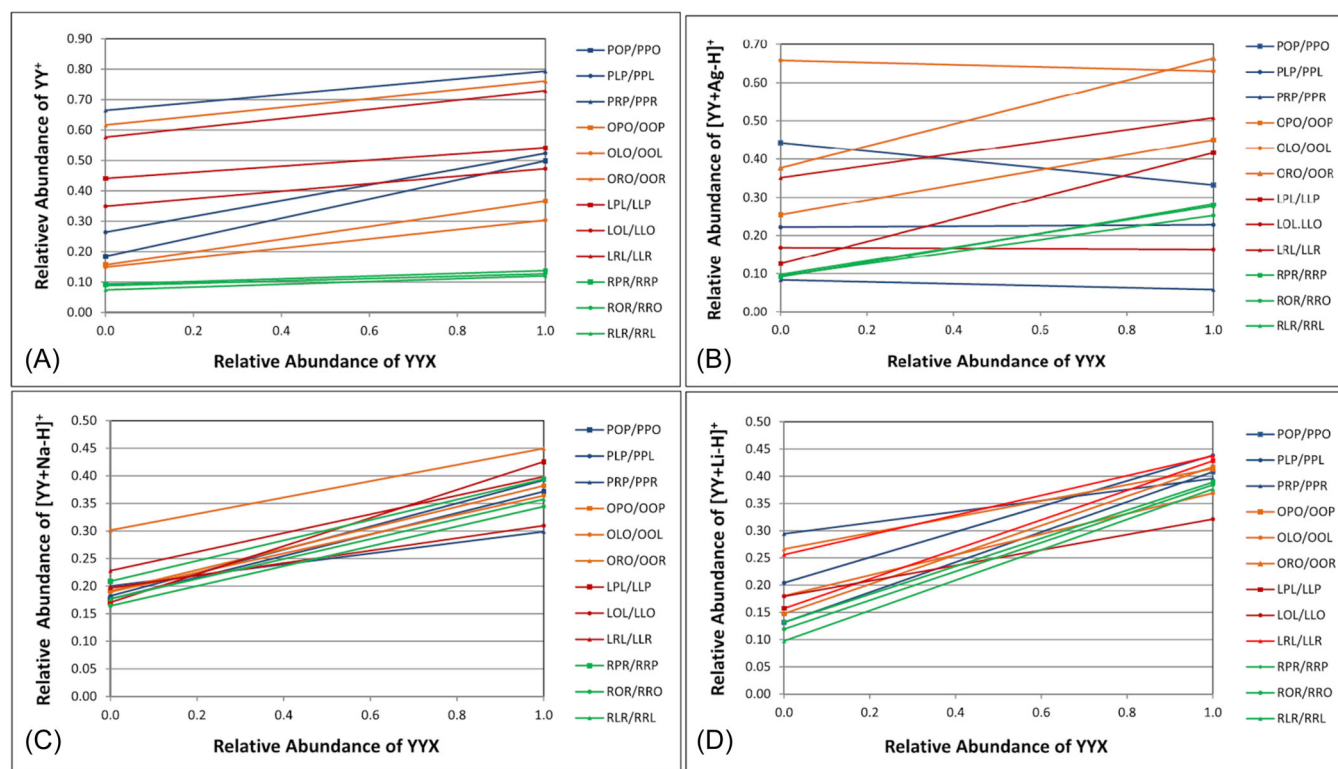 0.90
0.80
0.70
0.60
0.50
0.40
0.30
0.20
0.10
0.00
Relativev Abundance of YY⁺
0.0 0.2 0.4 0.6 0.8 1.0
Relative Abundance of YYX
(A)
POP/PPO
PLP/PPL
PRP/PPR
OPO/OOP
OLO/OOL
ORO/OOR
LPL/LLP
LOL/LLO
LRL/LLR
RPR/RRP
ROR/RRO
RLR/RRL
0.70
0.60
0.50
0.40
0.30
0.20
0.10
0.00
Relative Abundance of [YY+Ag-H]⁺
0.0 0.2 0.4 0.6 0.8 1.0
Relative Abundance of YYX
(B)
POP/PPO
PLP/PPL
PRP/PPR
OPO/OOP
OLO/OOL
ORO/OOR
LPL/LLP
LOL.LLO
LRL/LLR
RPR/RRP
ROR/RRO
RLR/RRL
0.50
0.45
0.40
0.35
0.30
0.25
0.20
0.15
0.10
0.05
0.00
Relative Abundance of [YY+Na-H]⁺
0.0 0.2 0.4 0.6 0.8 1.0
Relative Abundance of YYX
(C)
POP/PPO
PLP/PPL
PRP/PPR
OPO/OOP
OLO/OOL
ORO/OOR
LPL/LLP
LOL/LLO
LRL/LLR
RPR/RRP
ROR/RRO
RLR/RRL
0.50
0.45
0.40
0.35
0.30
0.25
0.20
0.15
0.10
0.05
0.00
Relative Abundance of [YY+Li-H]⁺
0.0 0.2 0.4 0.6 0.8 1.0
Relative Abundance of YYX
(D)
POP/PPO
PLP/PPL
PRP/PPR
OPO/OOP
OLO/OOL
ORO/OOR
LPL/LLP
LOL/LLO
LRL/LLR
RPR/RRP
ROR/RRO
RLR/RRL